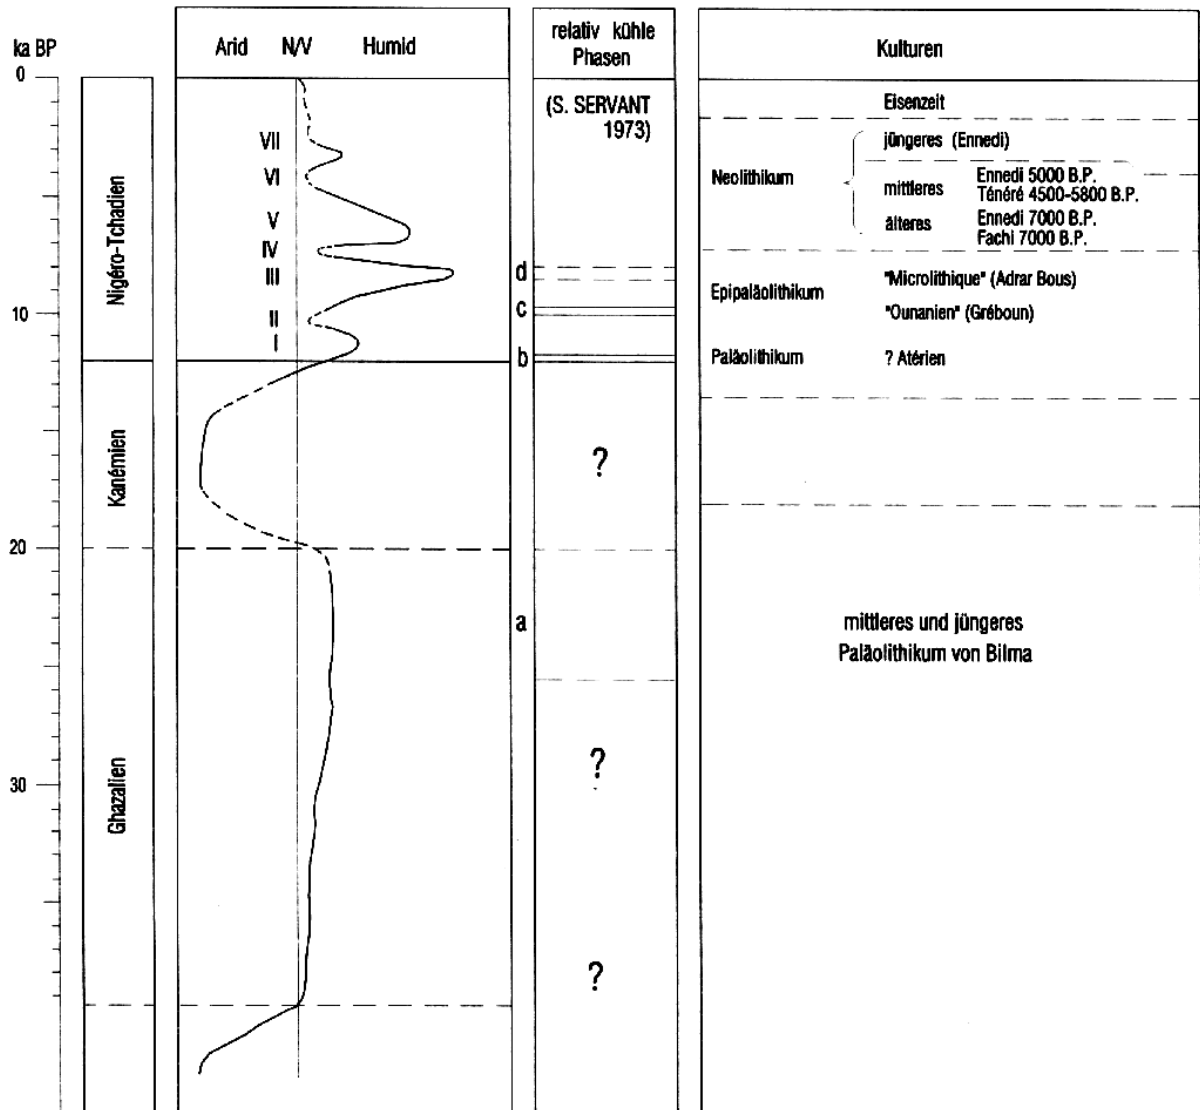 ka BP
0
10
20
30
Nigéro-Tchadien
Kanémien
Ghazalien
Arid N/V Humid
VII
VI
V
IV
III
II
I
relativ kühle
Phasen
(S. SERVANT
1973)
d
c
b
?
a
?
?
Kulturen
Eisenzeit
jüngeres (Ennedi)
Neolithikum
mittleres
Ennedi 5000 B.P.
Ténéré 4500-5800 B.P.
älteres
Ennedi 7000 B.P.
Fachi 7000 B.P.
Epipaläolithikum
"Microlithique" (Adrar Bous)
"Ounanien" (Gréboun)
Paläolithikum
? Atérien
mittleres und jüngeres
Paläolithikum von Bilma